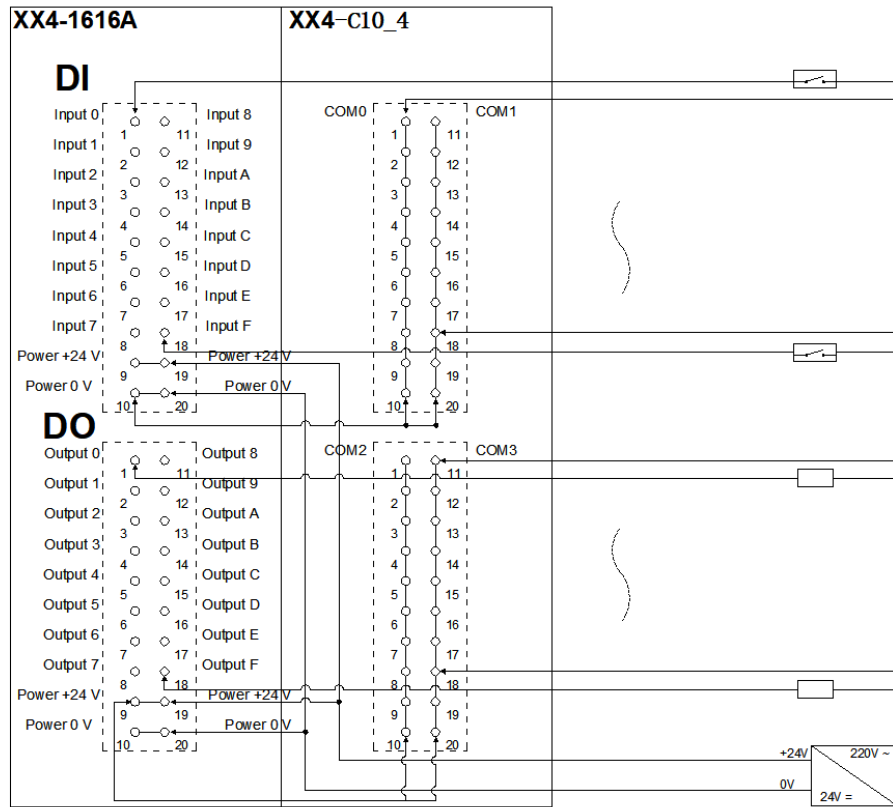 XX4-1616A XX4-C10_4
DI
Input 0 Input 8 COM0 COM1
1 11 1 11
Input 1 Input 9
2 12 2 12
Input 2 Input A
3 13 3 13
Input 3 Input B
4 14 4 14
Input 4 Input C
5 15 5 15
Input 5 Input D
6 16 6 16
Input 6 Input E
7 17 7 17
Input 7 Input F
8 18 8 18
Power +24 V Power +24 V
9 19 9 19
Power 0 V Power 0 V
10 20 10 20
DO
Output 0 Output 8 COM2 COM3
1 11 1 11
Output 1 Output 9
2 12 2 12
Output 2 Output A
3 13 3 13
Output 3 Output B
4 14 4 14
Output 4 Output C
5 15 5 15
Output 5 Output D
6 16 6 16
Output 6 Output E
7 17 7 17
Output 7 Output F
8 18 8 18
Power +24 V Power +24 V
9 19 9 19
Power 0 V Power 0 V
10 20 10 20
+24V 220V ~
0V
24V =